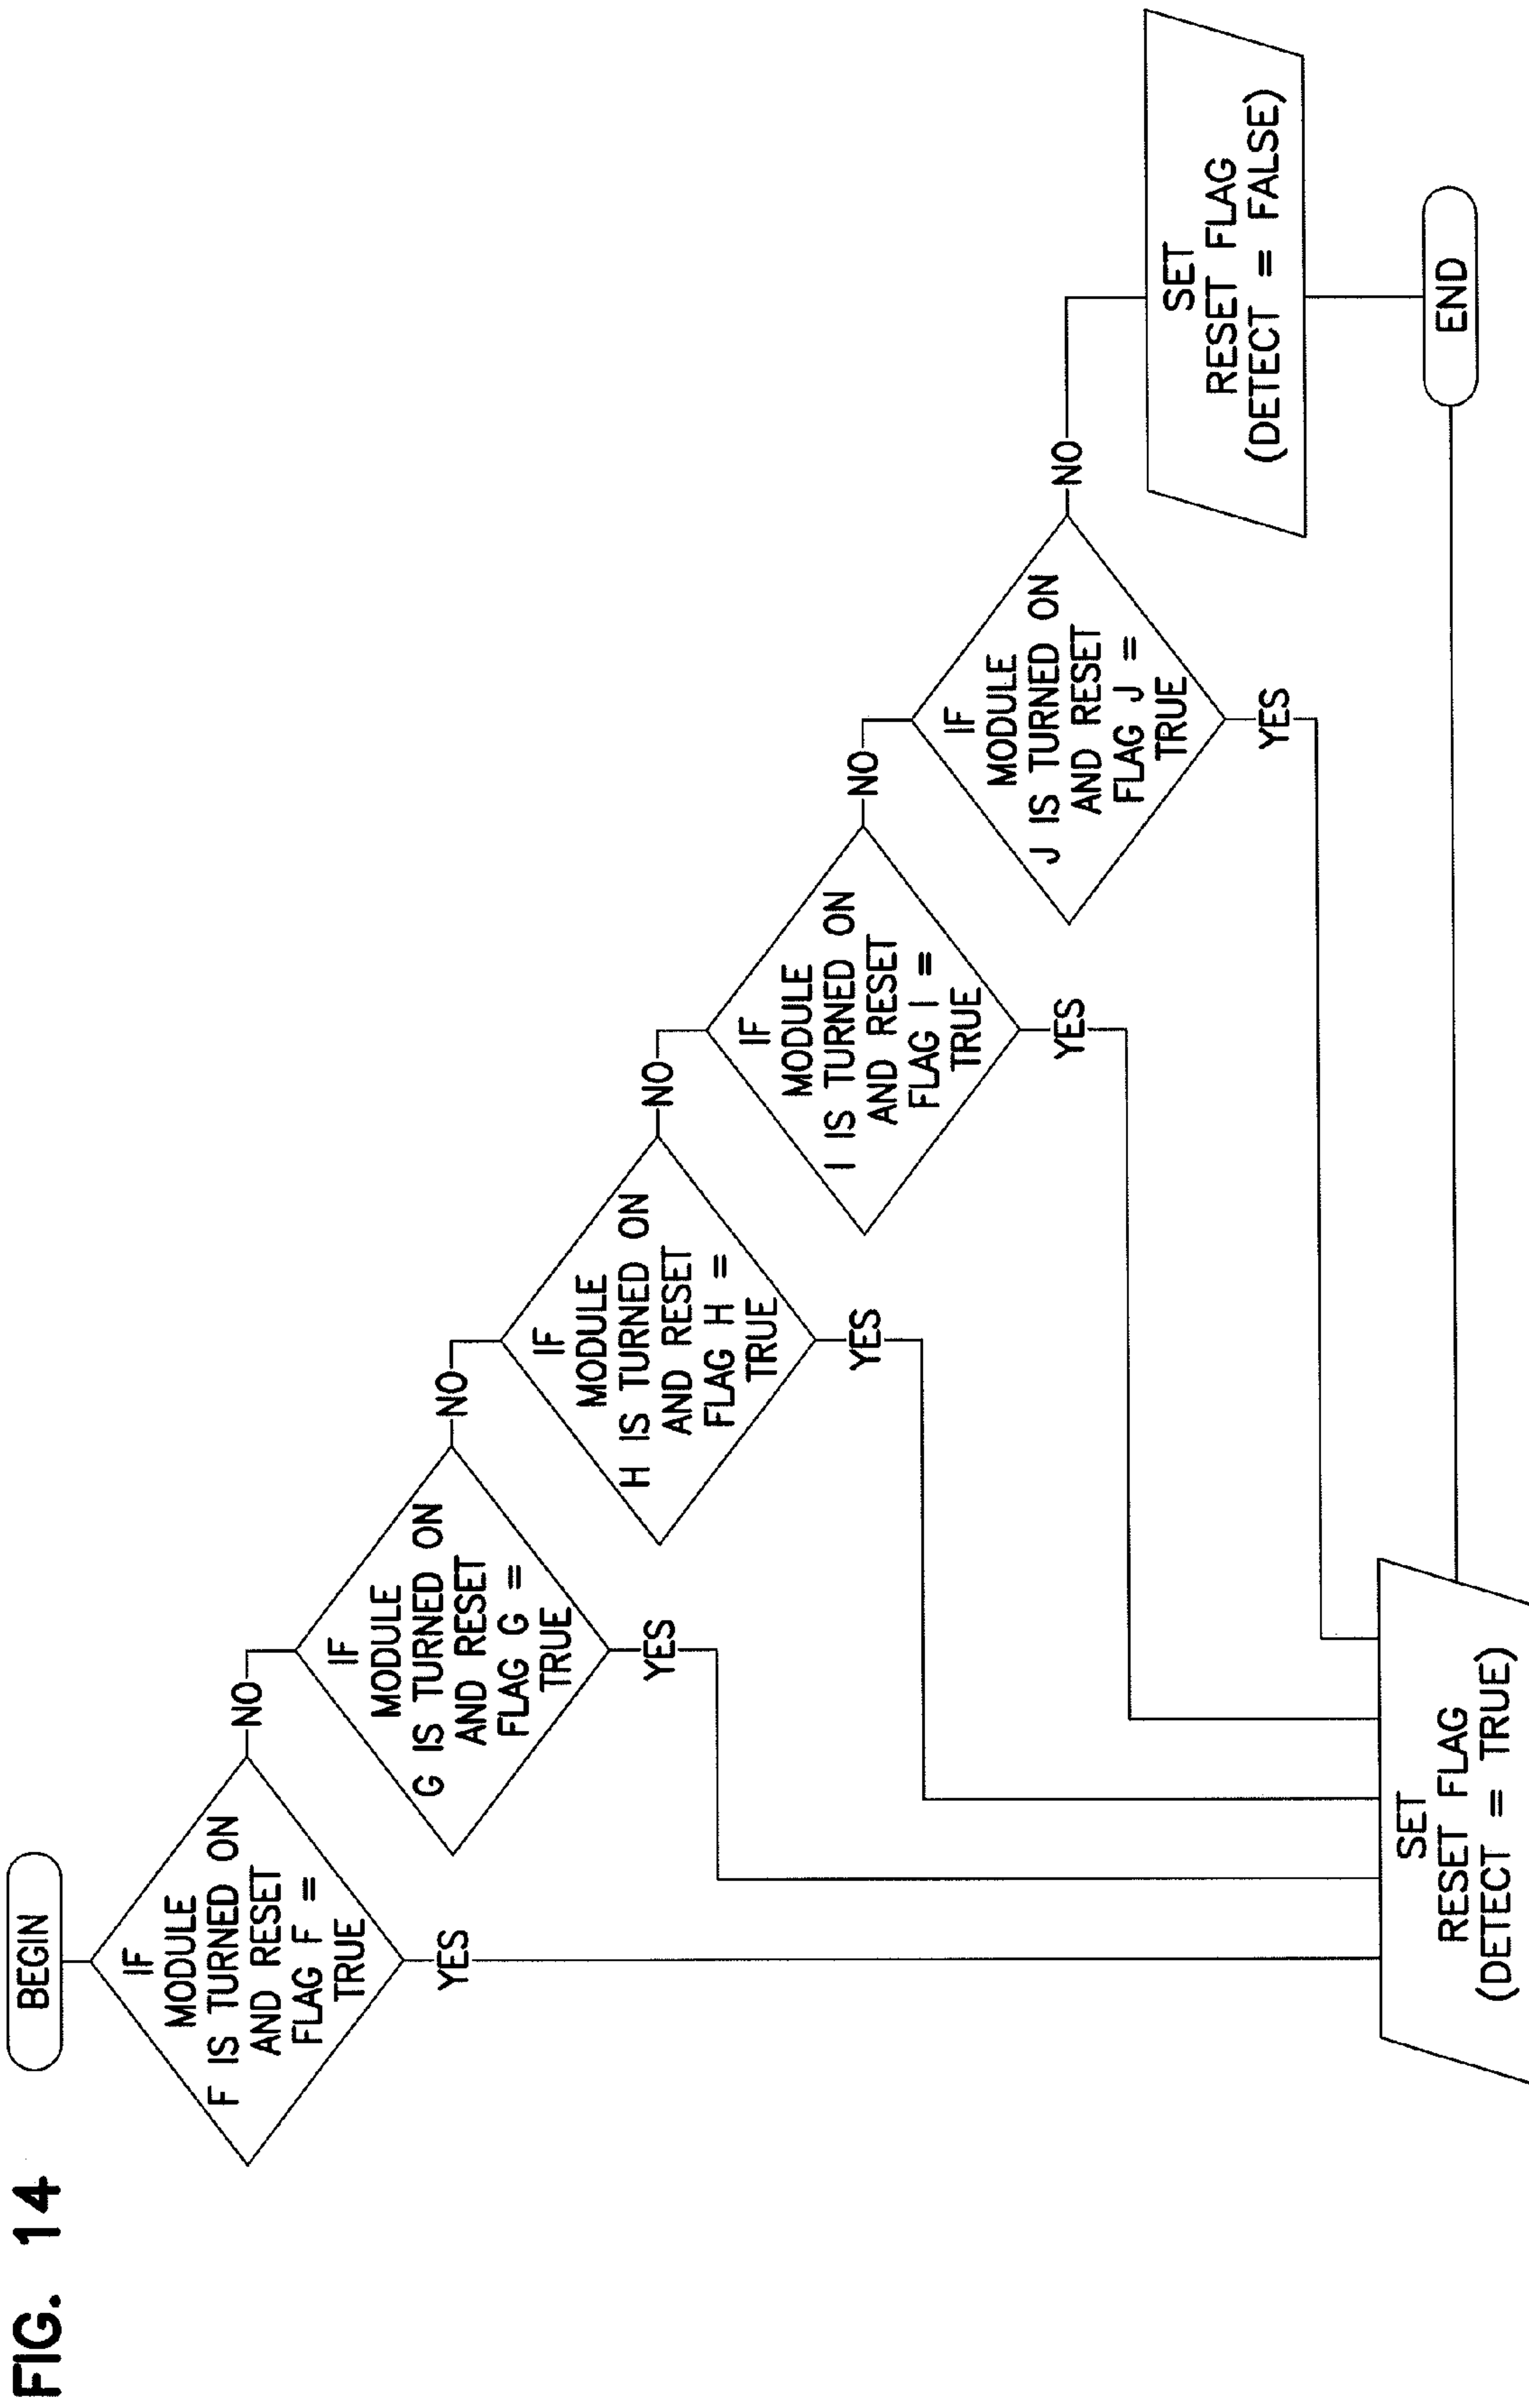 FIG. 14
BEGIN
IF
MODULE
F IS TURNED ON
AND RESET
FLAG F =
TRUE
NO
YES
IF
MODULE
G IS TURNED ON
AND RESET
FLAG G =
TRUE
NO
YES
IF
MODULE
H IS TURNED ON
AND RESET
FLAG H =
TRUE
NO
YES
IF
MODULE
I IS TURNED ON
AND RESET
FLAG I =
TRUE
NO
YES
IF
MODULE
J IS TURNED ON
AND RESET
FLAG J =
TRUE
NO
YES
SET
RESET FLAG
(DETECT = FALSE)
SET
RESET FLAG
(DETECT = TRUE)
END